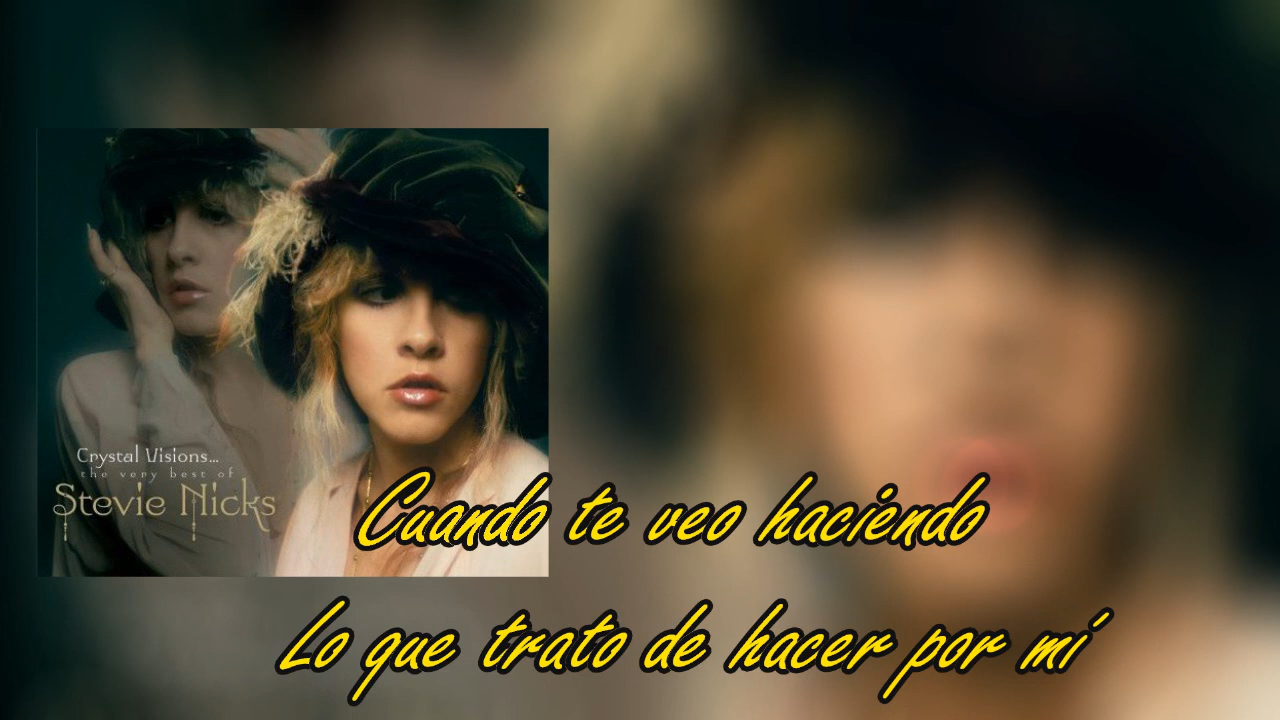 Crystal Visions...
the very best of
Stevie Nicks
Cuando te veo haciendo
Lo que trato de hacer por mí